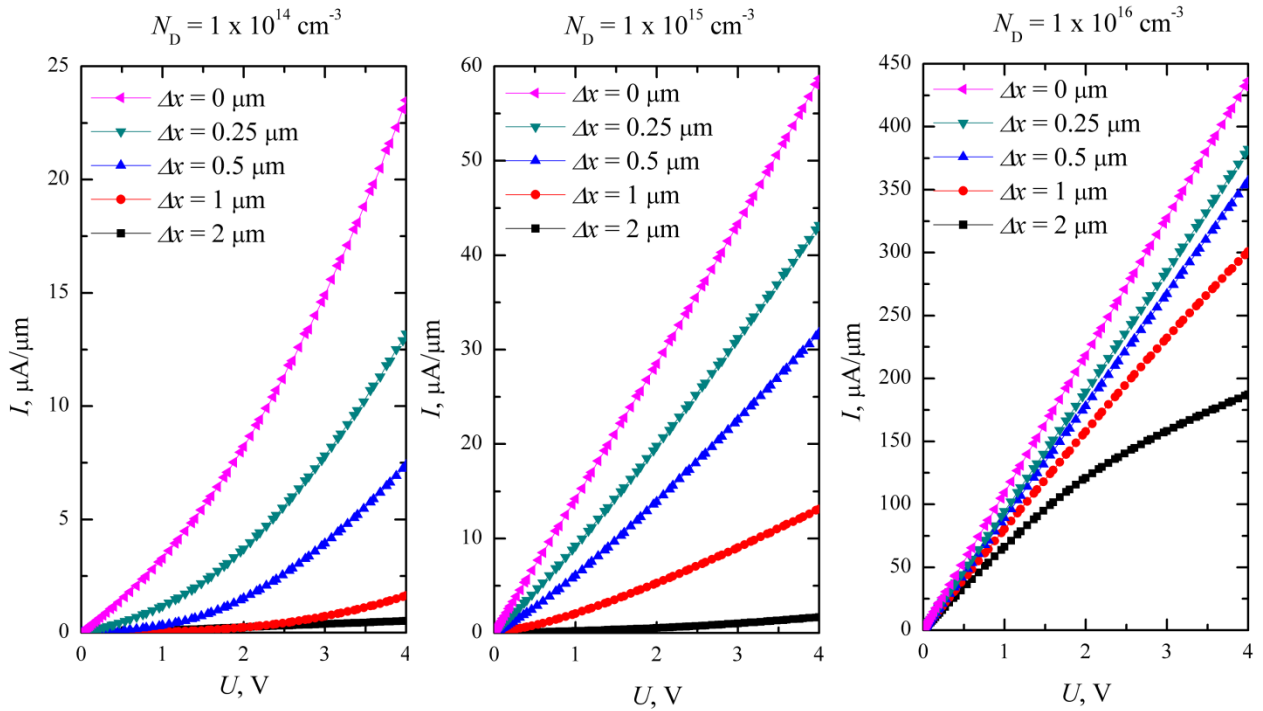 N_D = 1 x 10^14 cm-3
25
20
15
10
5
0
I, μA/μm
Δx = 0 μm
Δx = 0.25 μm
Δx = 0.5 μm
Δx = 1 μm
Δx = 2 μm
0 1 2 3 4
U, V
N_D = 1 x 10^15 cm-3
60
50
40
30
20
10
0
I, μA/μm
Δx = 0 μm
Δx = 0.25 μm
Δx = 0.5 μm
Δx = 1 μm
Δx = 2 μm
0 1 2 3 4
U, V
N_D = 1 x 10^16 cm-3
450
400
350
300
250
200
150
100
50
0
I, μA/μm
Δx = 0 μm
Δx = 0.25 μm
Δx = 0.5 μm
Δx = 1 μm
Δx = 2 μm
0 1 2 3 4
U, V